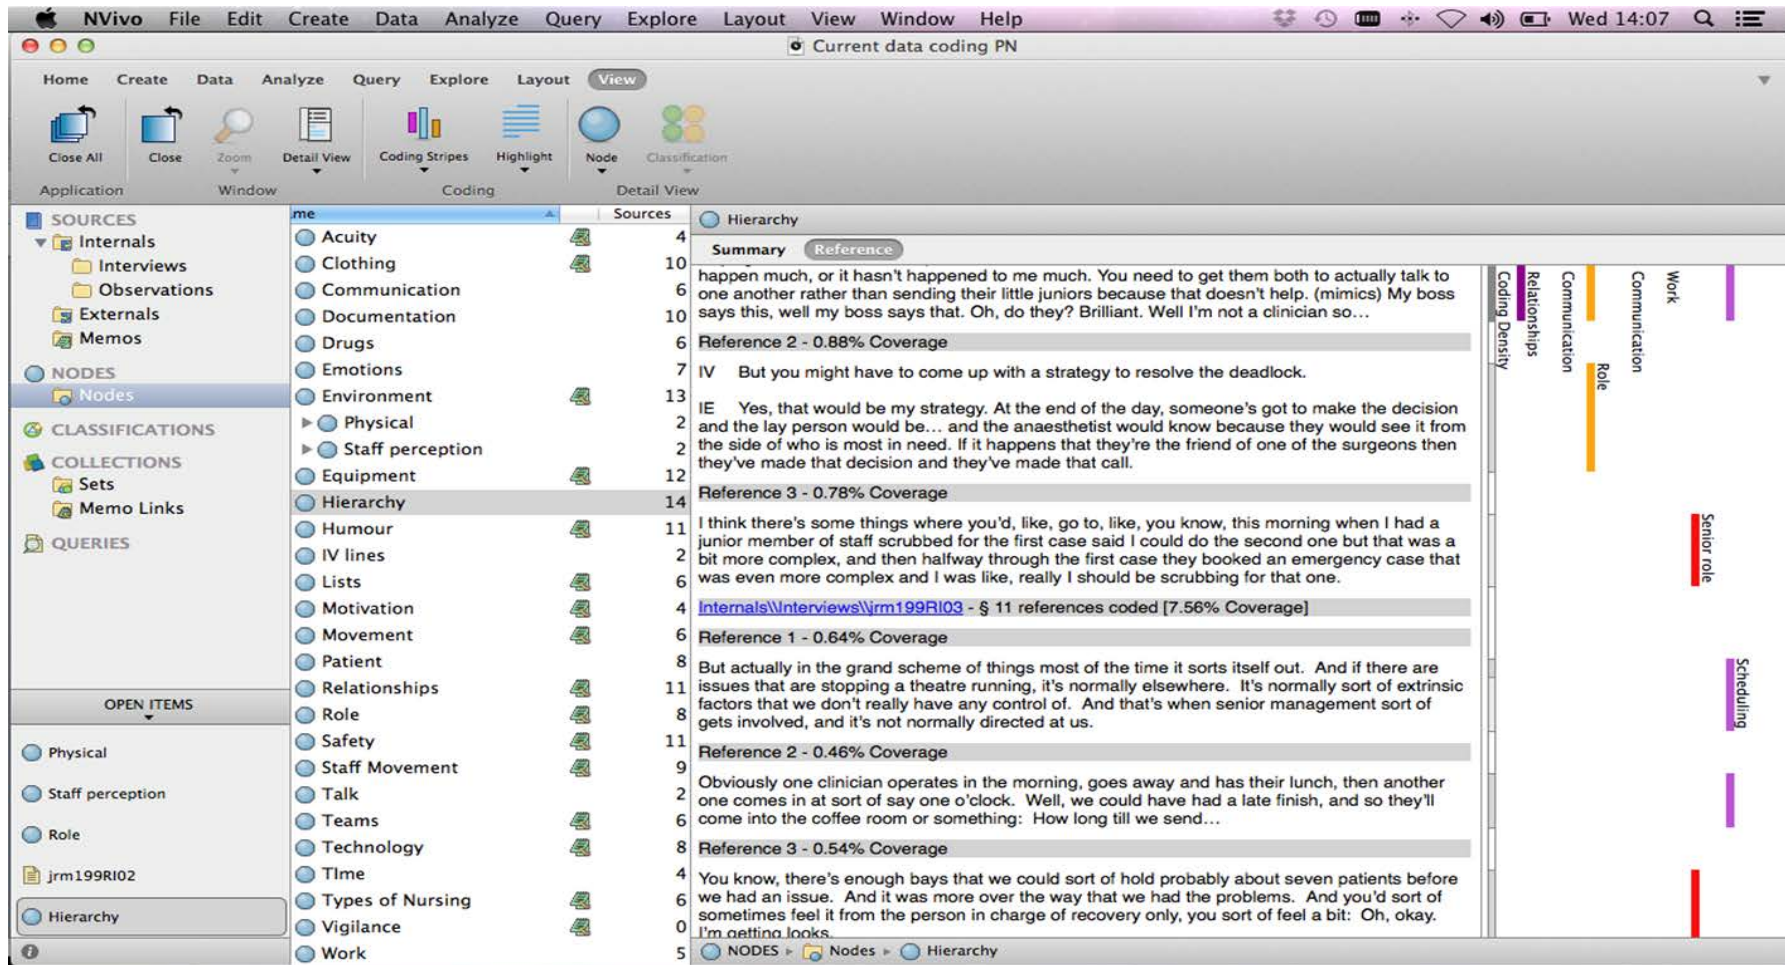 NVivo File Edit Create Data Analyze Query Explore Layout View Window Help Wed 14:07
Current data coding PN
Home Create Data Analyze Query Explore Layout View
Close All Close Zoom Detail View Coding Stripes Highlight Node Classification
Application Window Coding Detail View
SOURCES
Internals
Interviews
Observations
Externals
Memos
NODES
Nodes
CLASSIFICATIONS
COLLECTIONS
Sets
Memo Links
QUERIES
OPEN ITEMS
Physical
Staff perception
Role
jrm199RI02
Hierarchy
me Sources
Acuity 4
Clothing 10
Communication 6
Documentation 10
Drugs 6
Emotions 7
Environment 13
Physical 2
Staff perception 2
Equipment 12
Hierarchy 14
Humour 11
IV lines 2
Lists 6
Motivation 4
Movement 6
Patient 8
Relationships 11
Role 8
Safety 11
Staff Movement 9
Talk 2
Teams 6
Technology 8
TIme 4
Types of Nursing 6
Vigilance 0
Work 5
Hierarchy
Summary Reference
happen much, or it hasn't happened to me much. You need to get them both to actually talk to
one another rather than sending their little juniors because that doesn't help. (mimics) My boss
says this, well my boss says that. Oh, do they? Brilliant. Well I'm not a clinician so…
Reference 2 - 0.88% Coverage
IV But you might have to come up with a strategy to resolve the deadlock.
IE Yes, that would be my strategy. At the end of the day, someone's got to make the decision
and the lay person would be… and the anaesthetist would know because they would see it from
the side of who is most in need. If it happens that they're the friend of one of the surgeons then
they've made that decision and they've made that call.
Reference 3 - 0.78% Coverage
I think there's some things where you'd, like, go to, like, you know, this morning when I had a
junior member of staff scrubbed for the first case said I could do the second one but that was a
bit more complex, and then halfway through the first case they booked an emergency case that
was even more complex and I was like, really I should be scrubbing for that one.
Internals\\Interviews\\jrm199RI03 - § 11 references coded [7.56% Coverage]
Reference 1 - 0.64% Coverage
But actually in the grand scheme of things most of the time it sorts itself out. And if there are
issues that are stopping a theatre running, it's normally elsewhere. It's normally sort of extrinsic
factors that we don't really have any control of. And that's when senior management sort of
gets involved, and it's not normally directed at us.
Reference 2 - 0.46% Coverage
Obviously one clinician operates in the morning, goes away and has their lunch, then another
one comes in at sort of say one o'clock. Well, we could have had a late finish, and so they'll
come into the coffee room or something: How long till we send…
Reference 3 - 0.54% Coverage
You know, there's enough bays that we could sort of hold probably about seven patients before
we had an issue. And it was more over the way that we had the problems. And you'd sort of
sometimes feel it from the person in charge of recovery only, you sort of feel a bit: Oh, okay.
I'm getting looks.
NODES Nodes Hierarchy
Coding Density
Relationships
Communication
Role
Communication
Work
Senior role
Scheduling